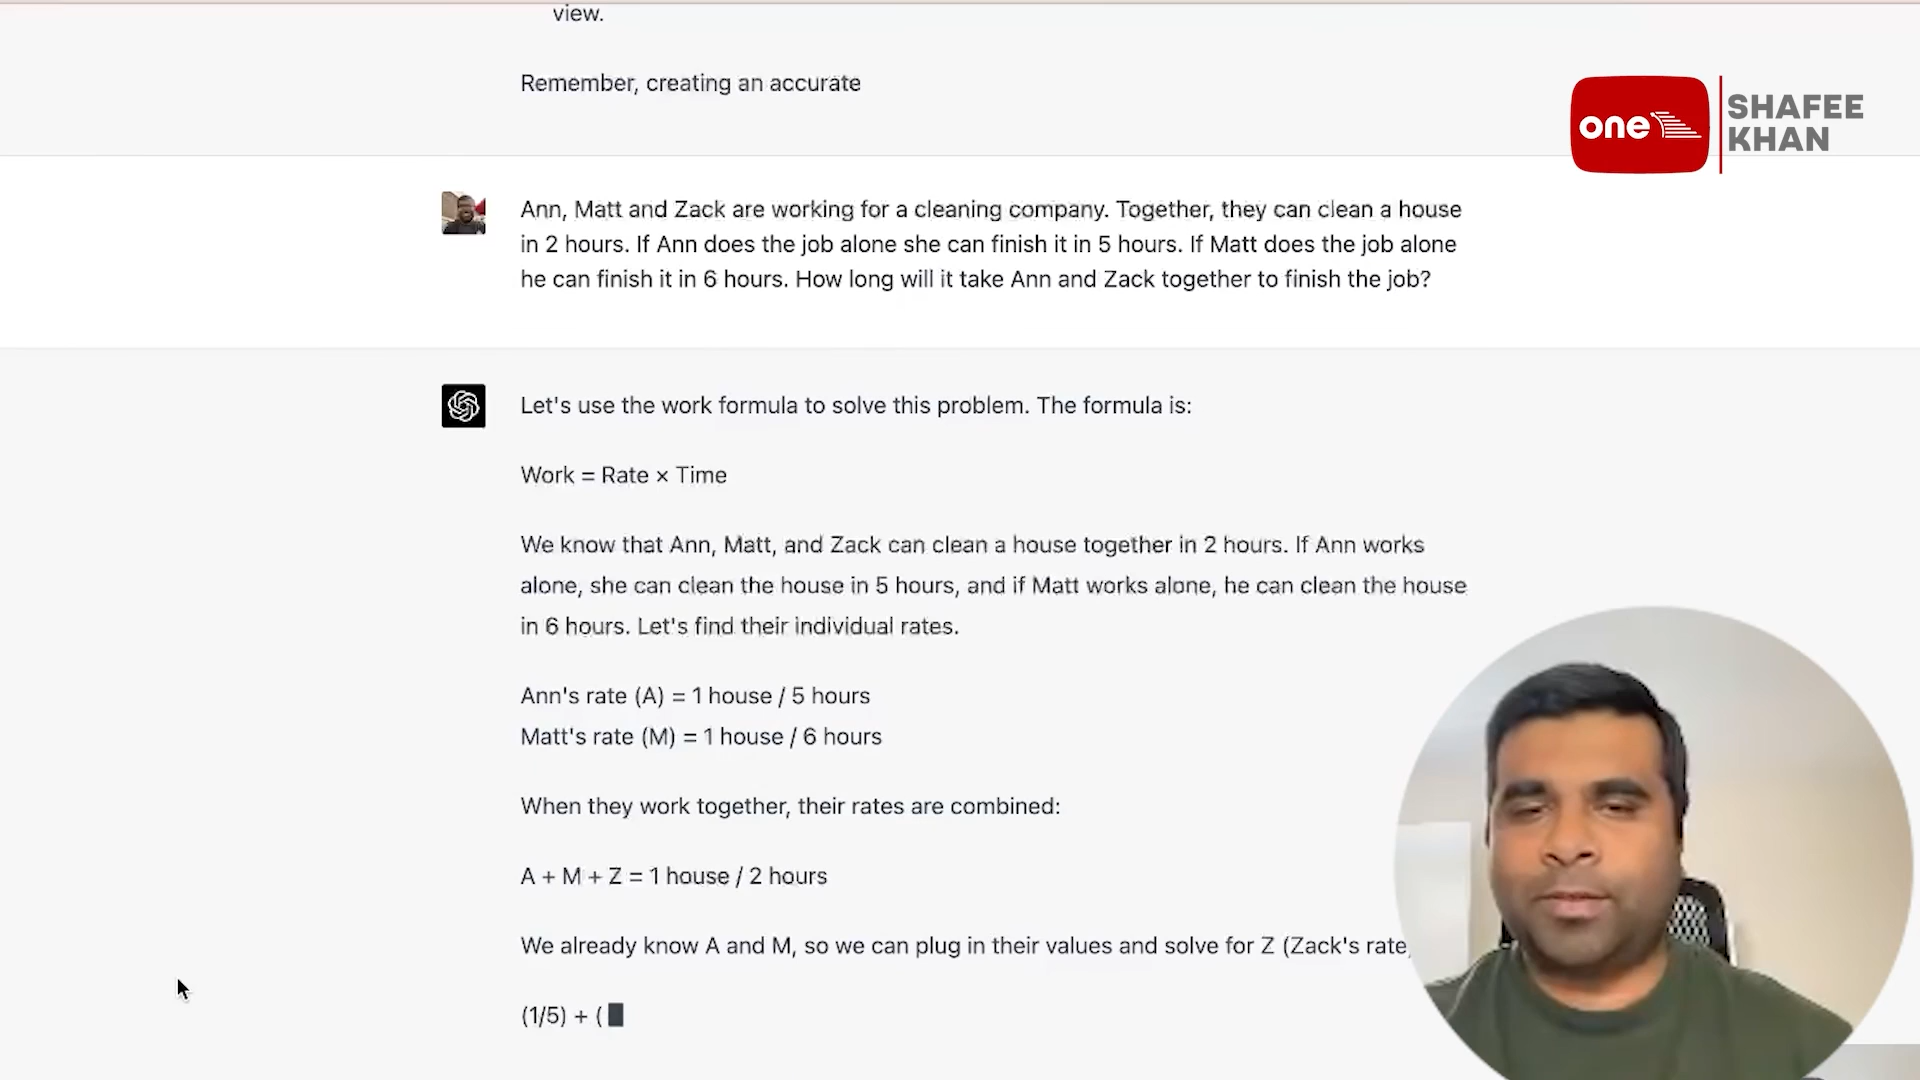 view.
Remember, creating an accurate
one
SHAFEE
KHAN
Ann, Matt and Zack are working for a cleaning company. Together, they can clean a house
in 2 hours. If Ann does the job alone she can finish it in 5 hours. If Matt does the job alone
he can finish it in 6 hours. How long will it take Ann and Zack together to finish the job?
Let's use the work formula to solve this problem. The formula is:
Work = Rate × Time
We know that Ann, Matt, and Zack can clean a house together in 2 hours. If Ann works
alone, she can clean the house in 5 hours, and if Matt works alone, he can clean the house
in 6 hours. Let's find their individual rates.
Ann's rate (A) = 1 house / 5 hours
Matt's rate (M) = 1 house / 6 hours
When they work together, their rates are combined:
A + M + Z = 1 house / 2 hours
We already know A and M, so we can plug in their values and solve for Z (Zack's rate)
(1/5) + (